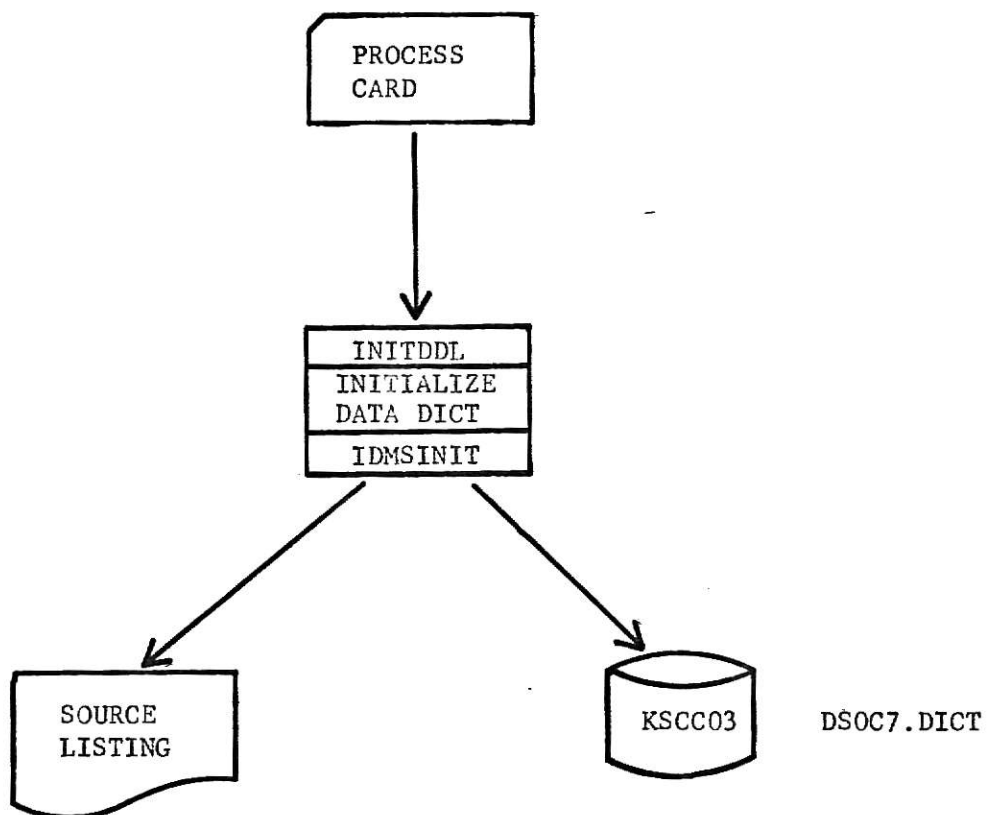 PROCESS
CARD
INITDDL
INITIALIZE
DATA DICT
IDMSINIT
SOURCE
LISTING
KSCC03
DSOC7.DICT